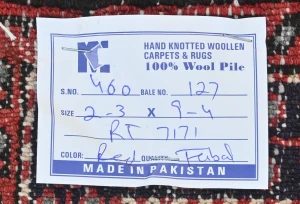 HAND KNOTTED WOOLLEN
CARPETS & RUGS
100% Wool Pile
S.NO. 460 BALE NO. 127
SIZE 2-3 X 9-4
RT 7171
COLOR: Red QUALITY:
MADE IN PAKISTAN